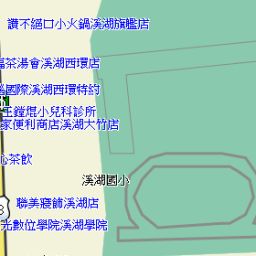 讚不絕口小火鍋溪湖旗艦店
茶湯會溪湖西環店
國際溪湖西環特約
王鏗焜小兒科診所
家便利商店溪湖大竹店
心茶飲
溪湖國小
聯美寢飾溪湖店
光數位學院溪湖學院